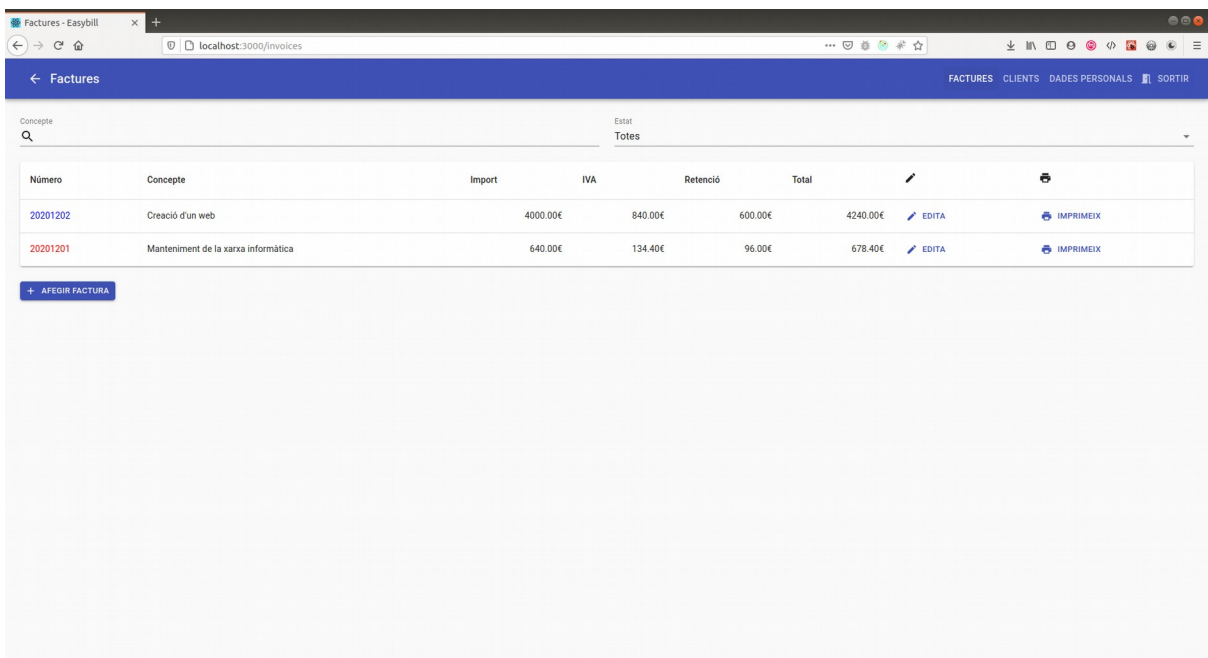 Factures - Easybill
localhost:3000/invoices
Factures
FACTURES CLIENTS DADES PERSONALS SORTIR
Concepte
Estat
Totes
Número Concepte Import IVA Retenció Total
20201202 Creació d'un web 4000.00€ 840.00€ 600.00€ 4240.00€ EDITA IMPRIMEIX
20201201 Manteniment de la xarxa informàtica 640.00€ 134.40€ 96.00€ 678.40€ EDITA IMPRIMEIX
+ AFEGIR FACTURA